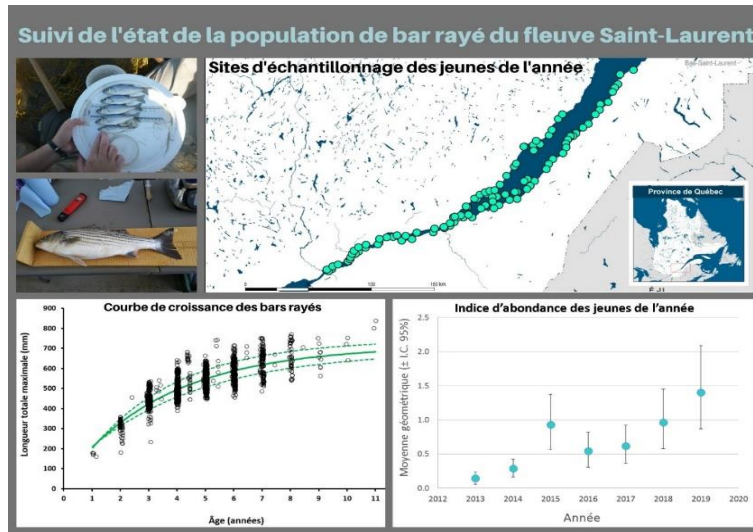 Suivi de l'état de la population de bar rayé du fleuve Saint-Laurent
Sites d'échantillonnage des jeunes de l'année
Bas-Saint-Laurent
Province de Québec
É.-U.
Courbe de croissance des bars rayés
Longueur totale maximale (mm)
900
800
700
600
500
400
300
200
100
0
0 1 2 3 4 5 6 7 8 9 10 11
Âge (années)
Indice d'abondance des jeunes de l'année
Moyenne géométrique (± I.C. 95%)
2.5
2.0
1.5
1.0
0.5
0.0
2012 2013 2014 2015 2016 2017 2018 2019 2020
Année